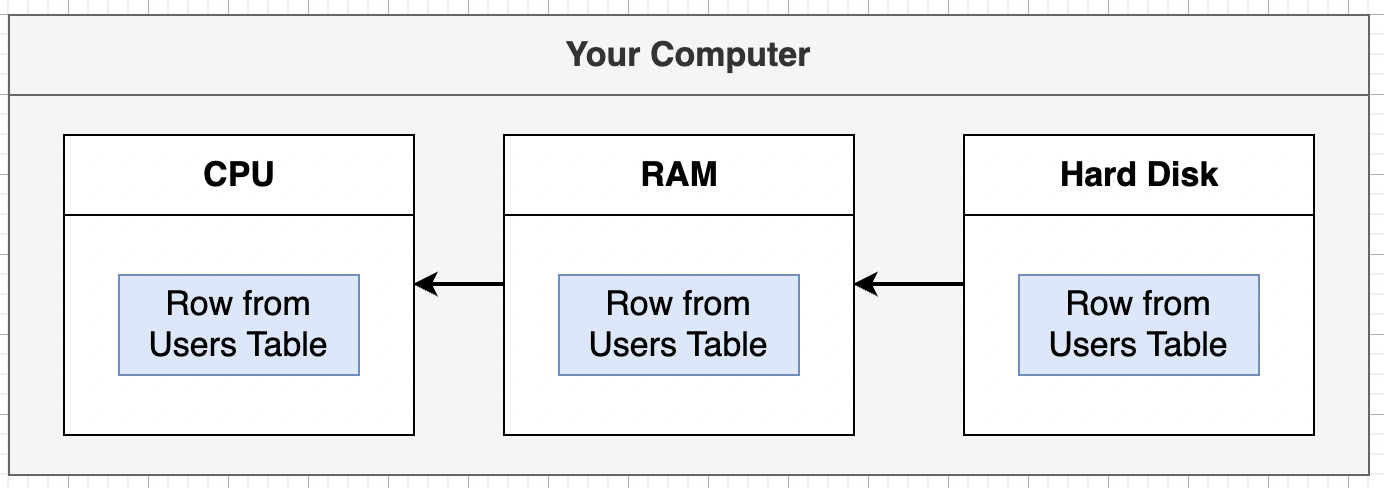 Your Computer
CPU
RAM
Hard Disk
Row from
Users Table
Row from
Users Table
Row from
Users Table